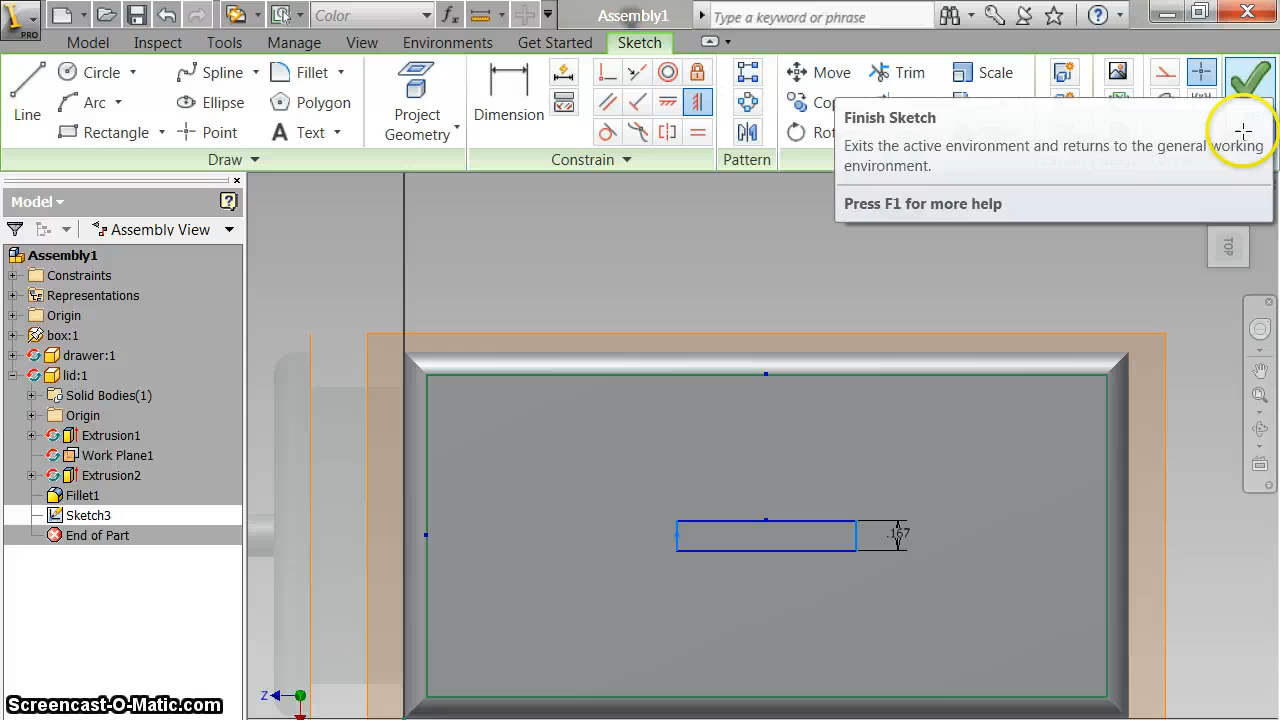 PRO
Color
Assembly1
Type a keyword or phrase
Model Inspect Tools Manage View Environments Get Started Sketch
Line
Circle
Arc
Rectangle
Spline
Ellipse
Point
Fillet
Polygon
Text
Draw
Project
Geometry
Dimension
Constrain
Pattern
Move
Trim
Scale
Finish Sketch
Exits the active environment and returns to the general working
environment.
Press F1 for more help
Model
Assembly View
Assembly1
Constraints
Representations
Origin
box:1
drawer:1
lid:1
Solid Bodies(1)
Origin
Extrusion1
Work Plane1
Extrusion2
Fillet1
Sketch3
End of Part
TOP
.167
Z
Screencast-O-Matic.com